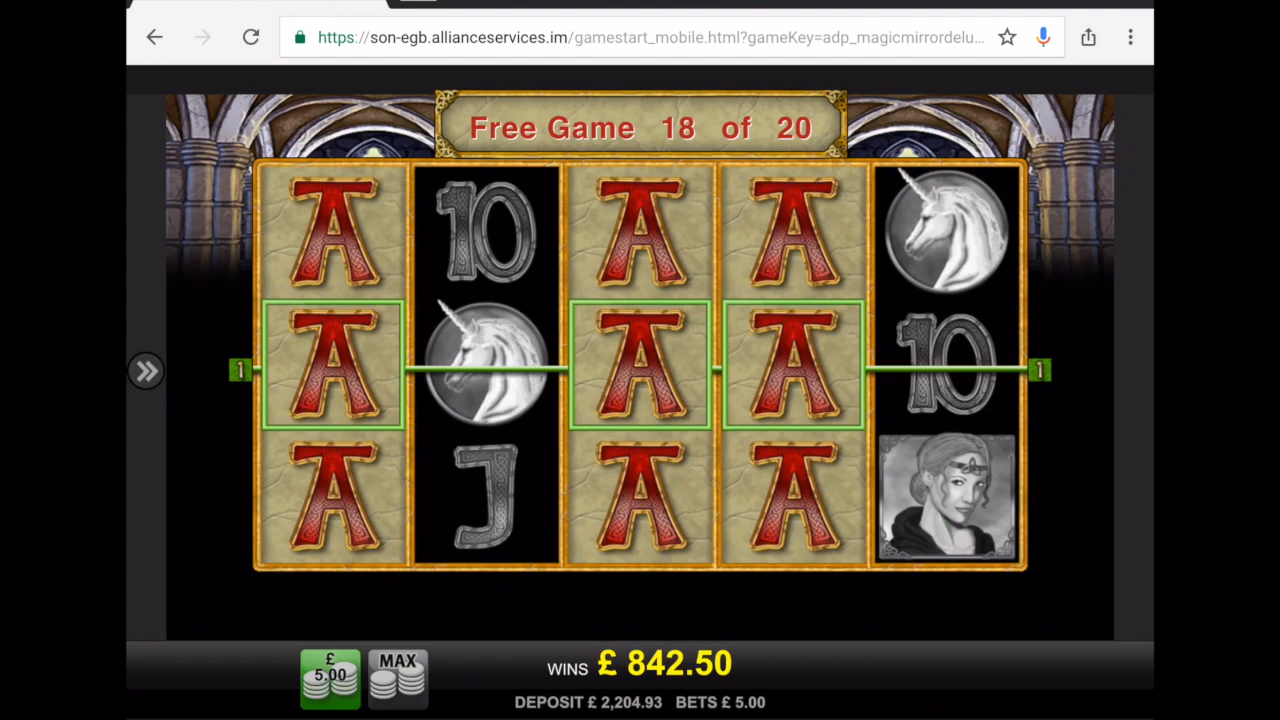 https://son-egb.allianceservices.im/gamestart_mobile.html?gameKey=adp_magicmirrordelu...
Free Game 18 of 20
A 10 A A
1 A A A 10 1
A J A A
£ 5.00
MAX
WINS £ 842.50
DEPOSIT £ 2,204.93 BETS £ 5.00